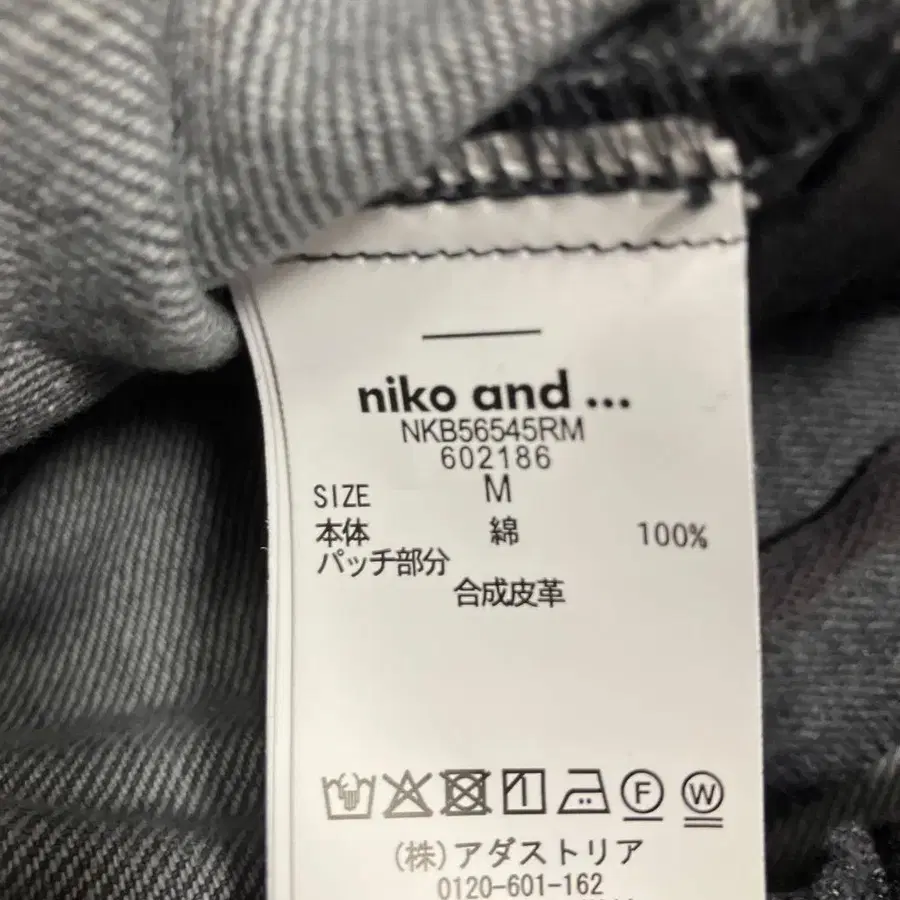 niko and ...
NKB56545RM
602186
SIZE M
本体 綿 100%
パッチ部分
合成皮革
F W
(株)アダストリア
0120-601-162